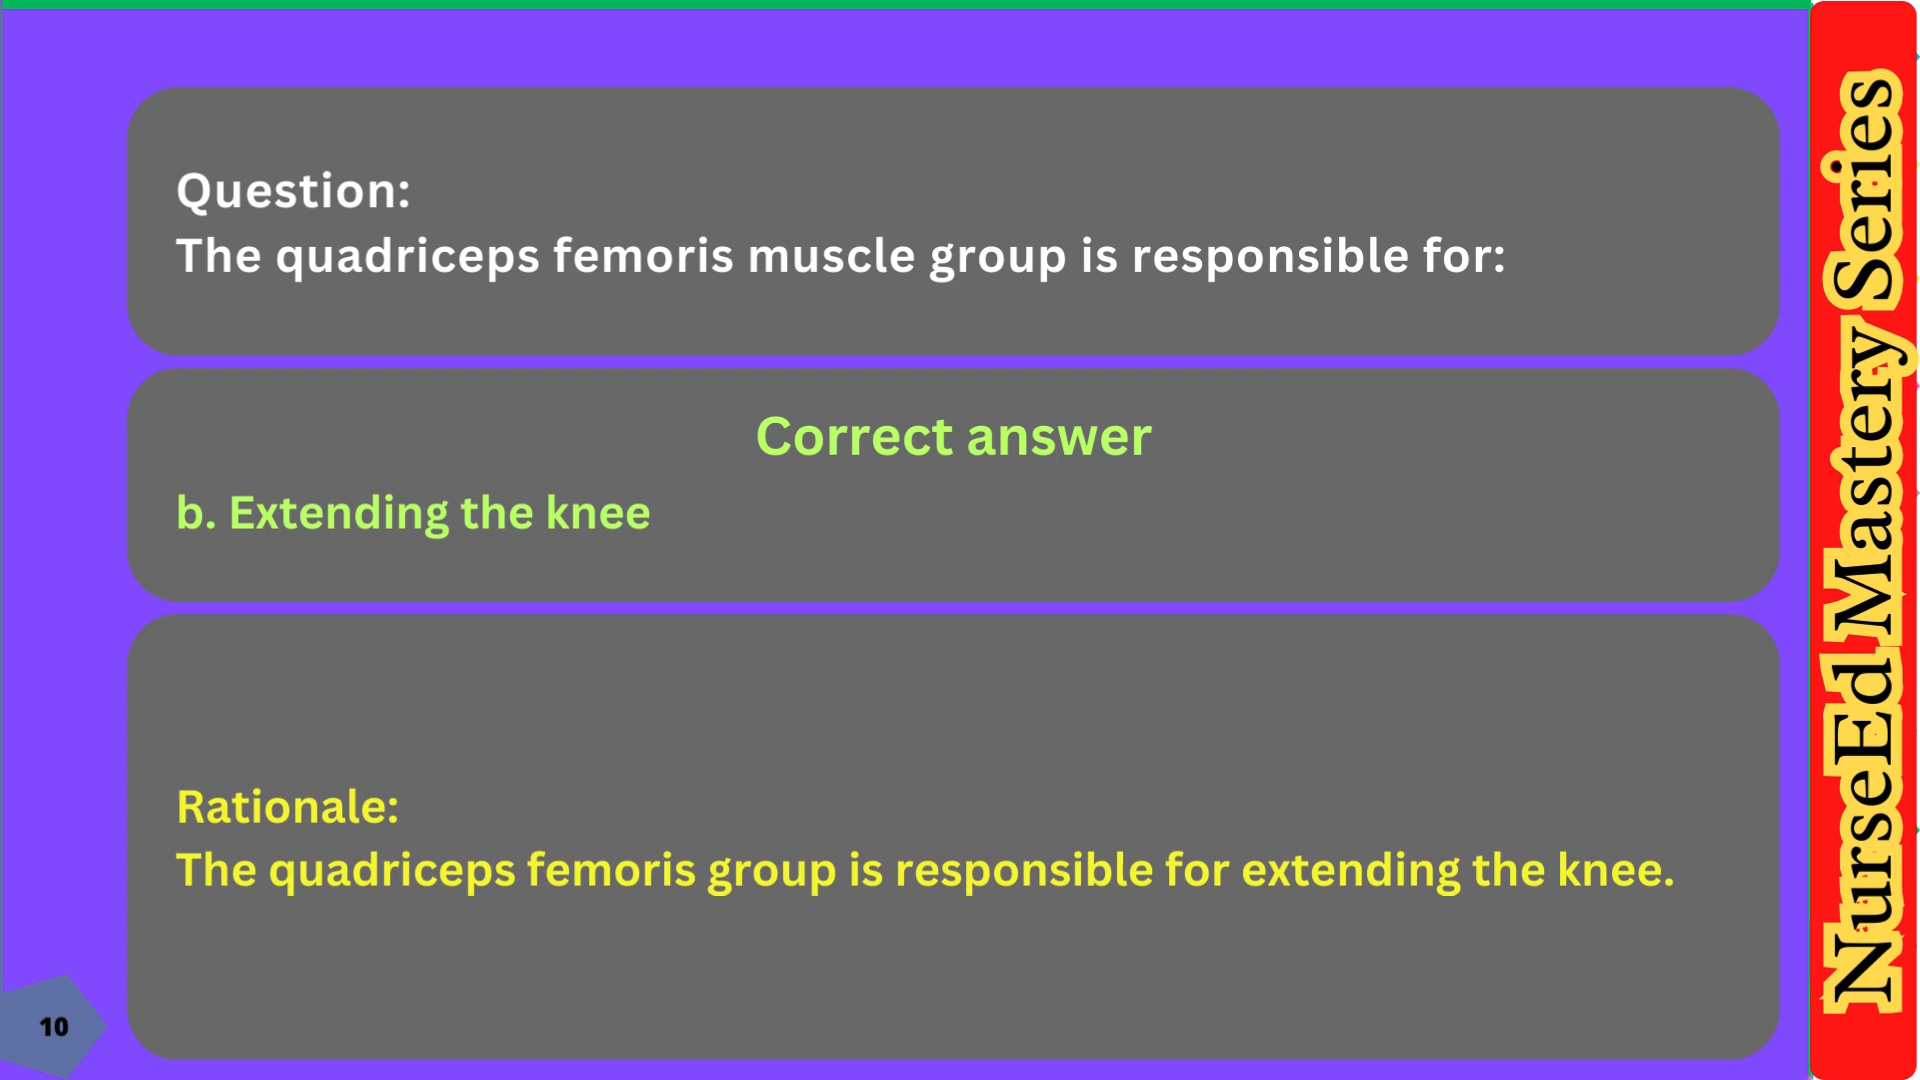 Question:
The quadriceps femoris muscle group is responsible for:
Correct answer
b. Extending the knee
Rationale:
The quadriceps femoris group is responsible for extending the knee.
10
NurseEd Mastery Series